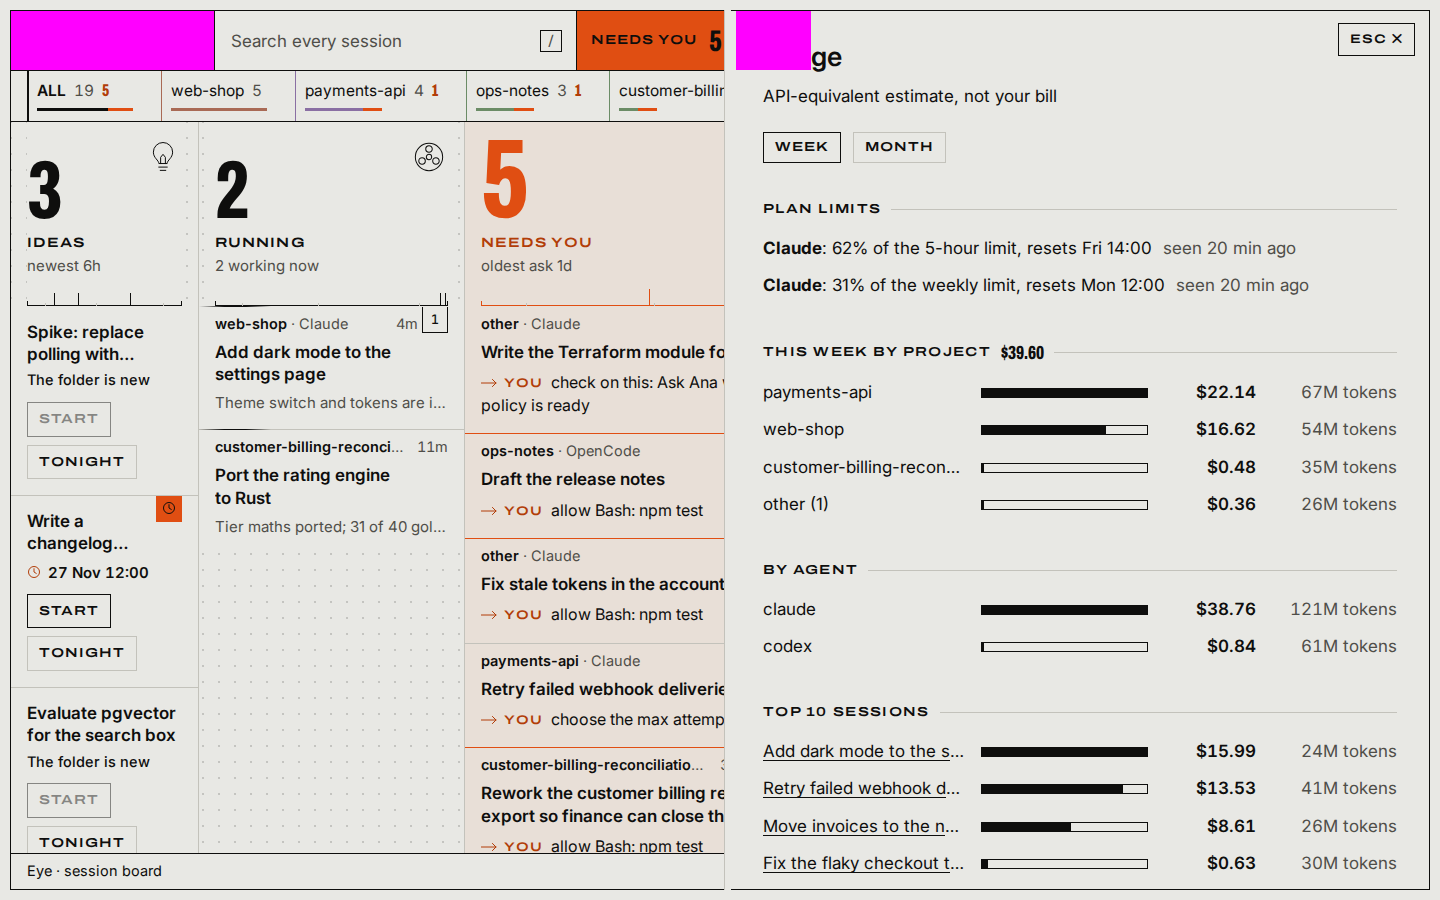 Search every session
/
NEEDS YOU 5
ALL 19 5
web-shop 5
payments-api 4 1
ops-notes 3 1
3
IDEAS
newest 6h
Spike: replace
polling with...
The folder is new
START
TONIGHT
Write a
changelog...
27 Nov 12:00
START
TONIGHT
Evaluate pgvector
for the search box
The folder is new
START
TONIGHT
2
RUNNING
2 working now
web-shop · Claude 4m 1
Add dark mode to the
settings page
Theme switch and tokens are i...
customer-billing-reconci... 11m
Port the rating engine
to Rust
Tier maths ported; 31 of 40 gol...
5
NEEDS YOU
oldest ask 1d
other · Claude
Write the Terraform module
→ YOU check on this: Ask Ana
policy is ready
ops-notes · OpenCode
Draft the release notes
→ YOU allow Bash: npm test
other · Claude
Fix stale tokens in the account
→ YOU allow Bash: npm test
payments-api · Claude
Retry failed webhook
→ YOU choose the max
customer-billing-reconciliatio...
Rework the customer billing
export so finance can close
→ YOU allow Bash: npm test
Eye · session board
ESC ✕
API-equivalent estimate, not your bill
WEEK
MONTH
PLAN LIMITS
Claude: 62% of the 5-hour limit, resets Fri 14:00 seen 20 min ago
Claude: 31% of the weekly limit, resets Mon 12:00 seen 20 min ago
THIS WEEK BY PROJECT $39.60
payments-api $22.14 67M tokens
web-shop $16.62 54M tokens
customer-billing-recon... $0.48 35M tokens
other (1) $0.36 26M tokens
BY AGENT
claude $38.76 121M tokens
codex $0.84 61M tokens
TOP 10 SESSIONS
Add dark mode to the s... $15.99 24M tokens
Retry failed webhook d... $13.53 41M tokens
Move invoices to the n... $8.61 26M tokens
Fix the flaky checkout t... $0.63 30M tokens